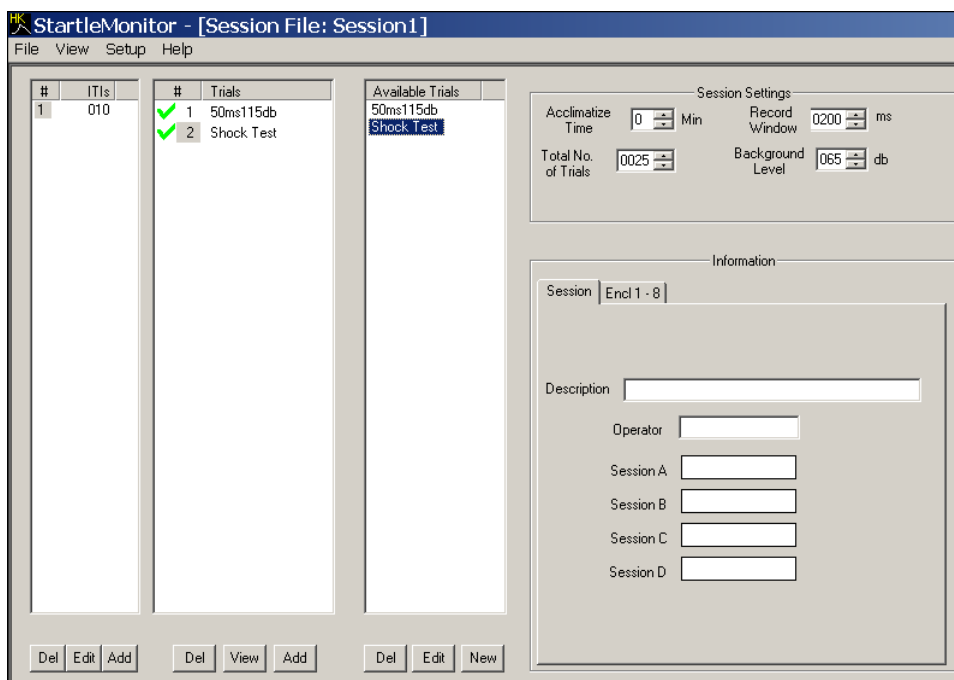 HK StartleMonitor - [Session File: Session1]
File View Setup Help
# ITIs
1 010
# Trials
1 50ms115db
2 Shock Test
Available Trials
50ms115db
Shock Test
Session Settings
Acclimatize Time 0 Min
Record Window 0200 ms
Total No. of Trials 0025
Background Level 065 db
Information
Session Encl 1 - 8
Description
Operator
Session A
Session B
Session C
Session D
Del Edit Add
Del View Add
Del Edit New